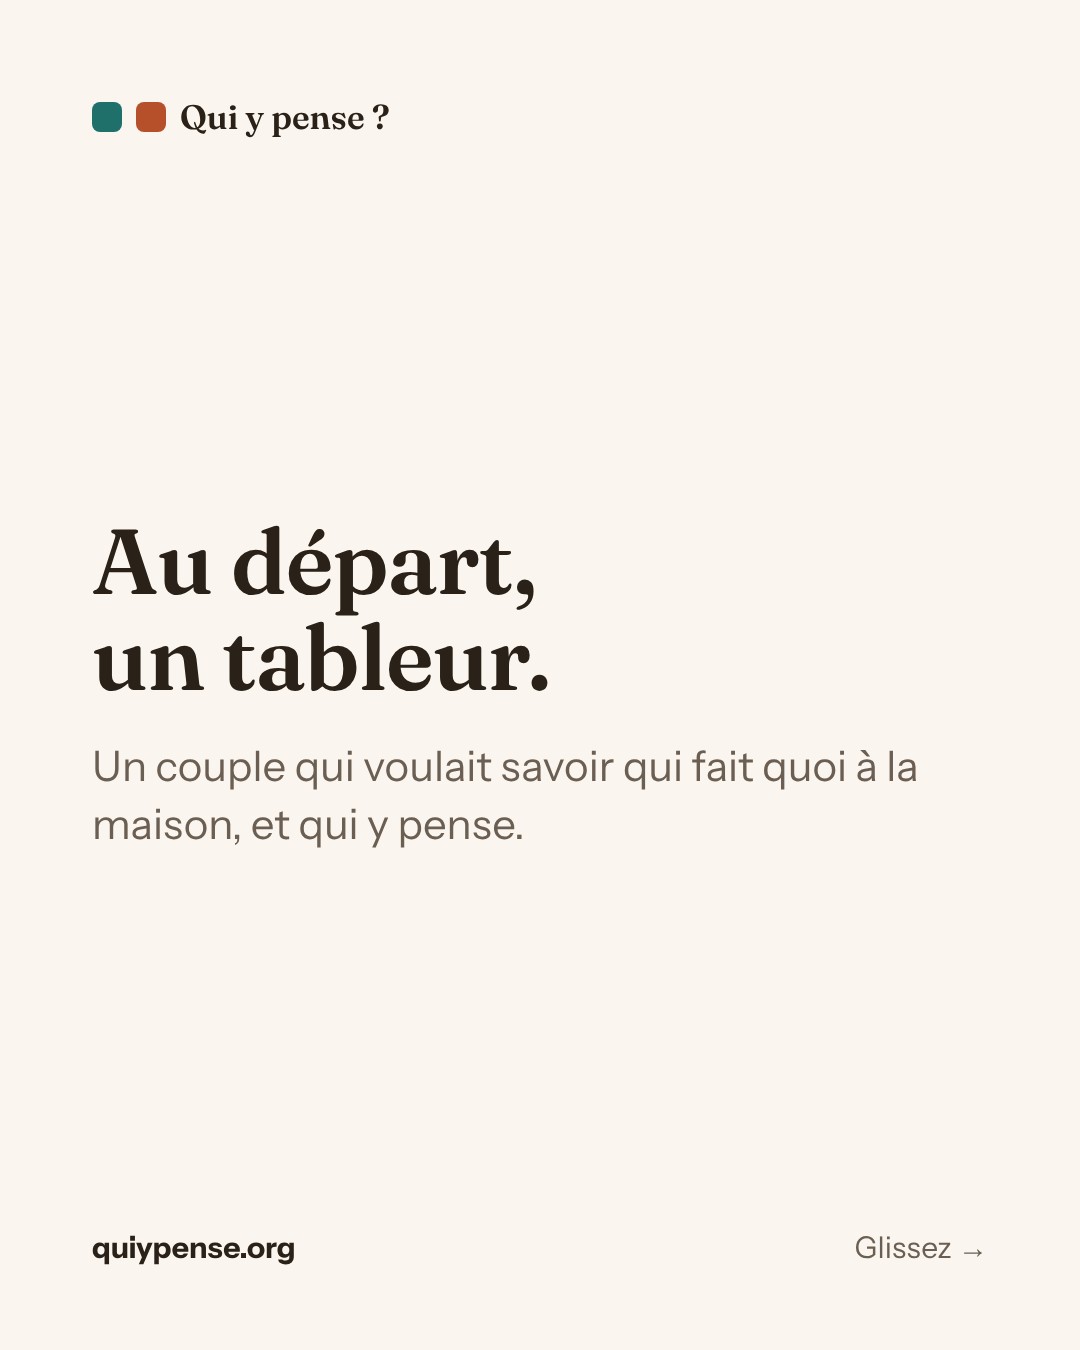 Qui y pense ?
Au départ,
un tableur.
Un couple qui voulait savoir qui fait quoi à la
maison, et qui y pense.
quiypense.org
Glissez →